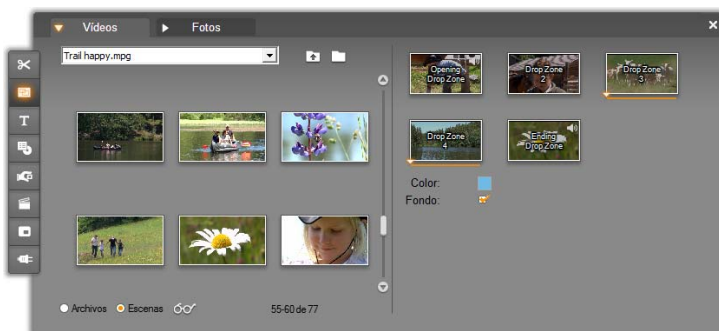 Vídeos
Fotos
Trail happy.mpg
T
Opening
Drop Zone
Drop Zone
2
Drop Zone
3
Drop Zone
4
Ending
Drop Zone
Color:
Fondo:
Archivos
Escenas
55-60 de 77